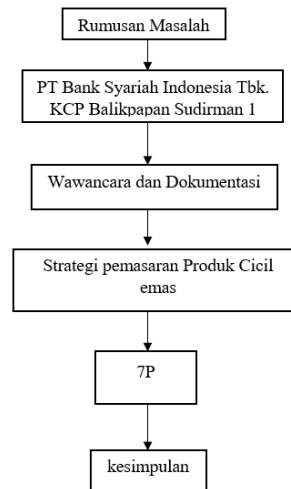 Rumusan Masalah
PT Bank Syariah Indonesia Tbk.
KCP Balikpapan Sudirman 1
Wawancara dan Dokumentasi
Strategi pemasaran Produk Cicil
emas
7P
kesimpulan